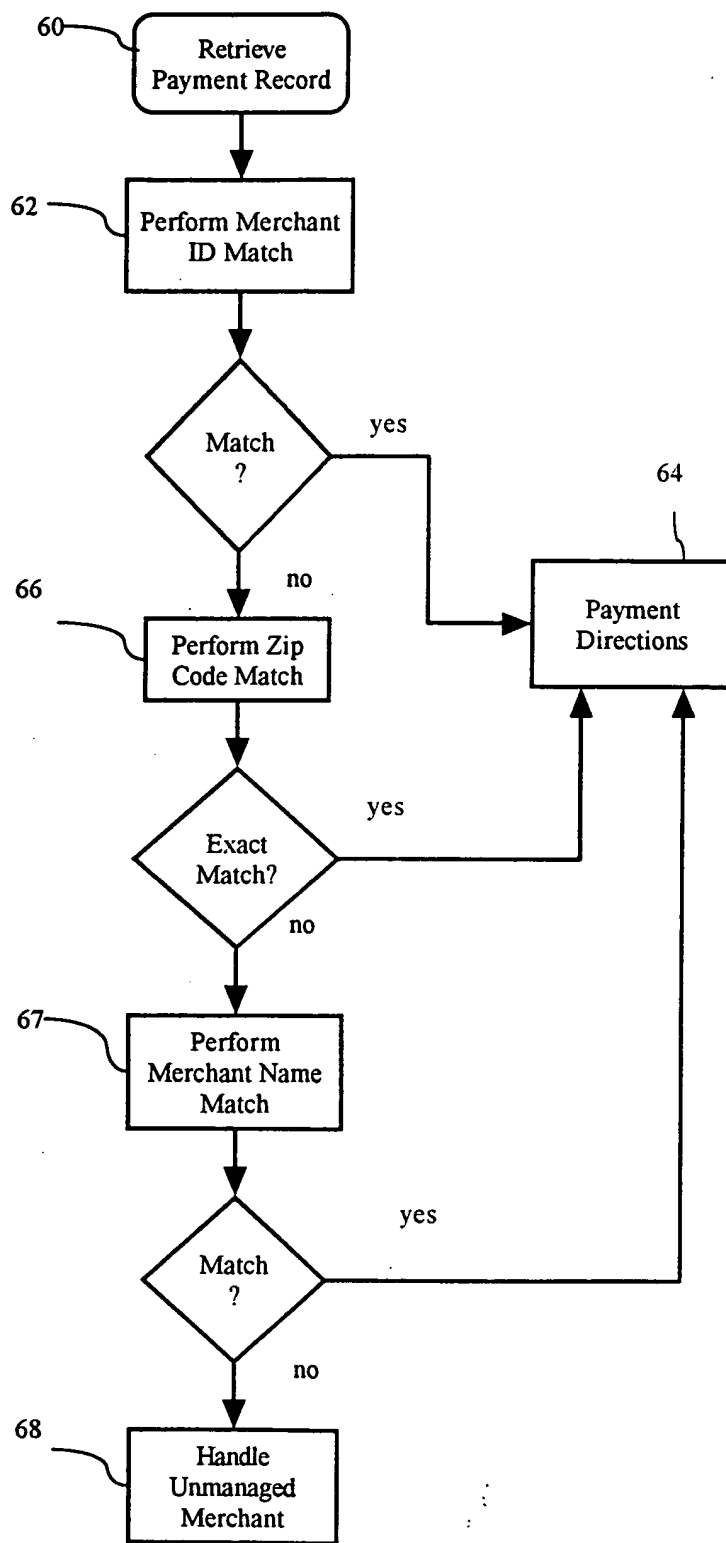 60
Retrieve
Payment Record
62
Perform Merchant
ID Match
Match
?
yes
64
Payment
Directions
no
66
Perform Zip
Code Match
Exact
Match?
yes
no
67
Perform
Merchant Name
Match
Match
?
yes
no
68
Handle
Unmanaged
Merchant